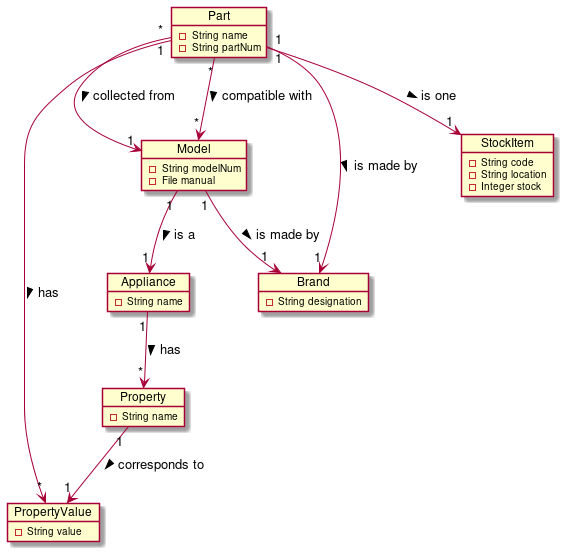 Part
String name
String partNum
*
1
*
1
1
collected from
compatible with
is one
1
*
1
Model
String modelNum
File manual
StockItem
String code
String location
Integer stock
is made by
1
1
is a
is made by
1
1
1
Appliance
String name
Brand
String designation
has
1
has
*
Property
String name
1
corresponds to
*
1
PropertyValue
String value